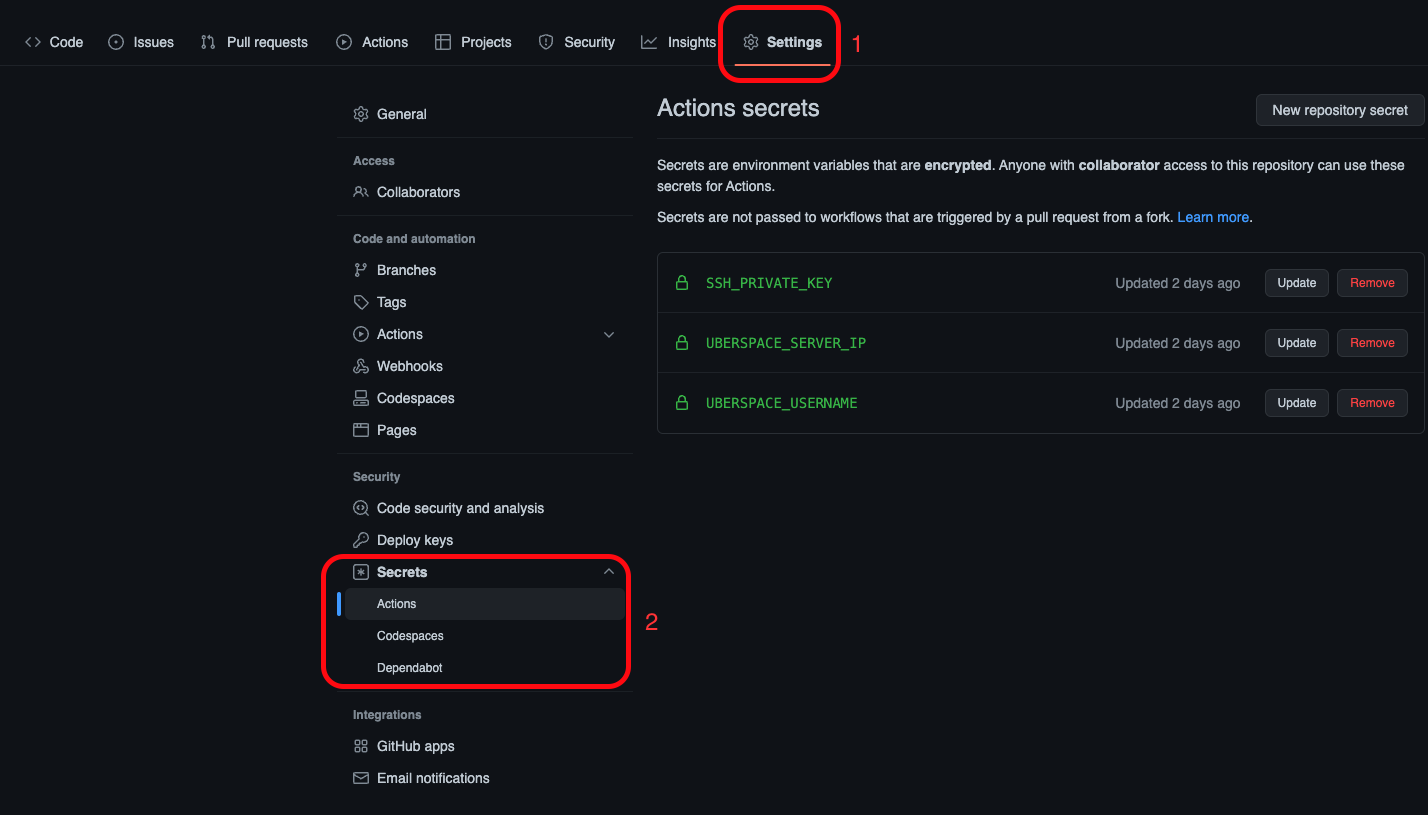 Code Issues Pull requests Actions Projects Security Insights Settings 1
General
Access
Collaborators
Code and automation
Branches
Tags
Actions
Webhooks
Codespaces
Pages
Security
Code security and analysis
Deploy keys
Secrets
Actions
Codespaces
Dependabot
2
Integrations
GitHub apps
Email notifications
Actions secrets
New repository secret
Secrets are environment variables that are encrypted. Anyone with collaborator access to this repository can use these
secrets for Actions.
Secrets are not passed to workflows that are triggered by a pull request from a fork. Learn more.
SSH_PRIVATE_KEY Updated 2 days ago Update Remove
UBERSPACE_SERVER_IP Updated 2 days ago Update Remove
UBERSPACE_USERNAME Updated 2 days ago Update Remove